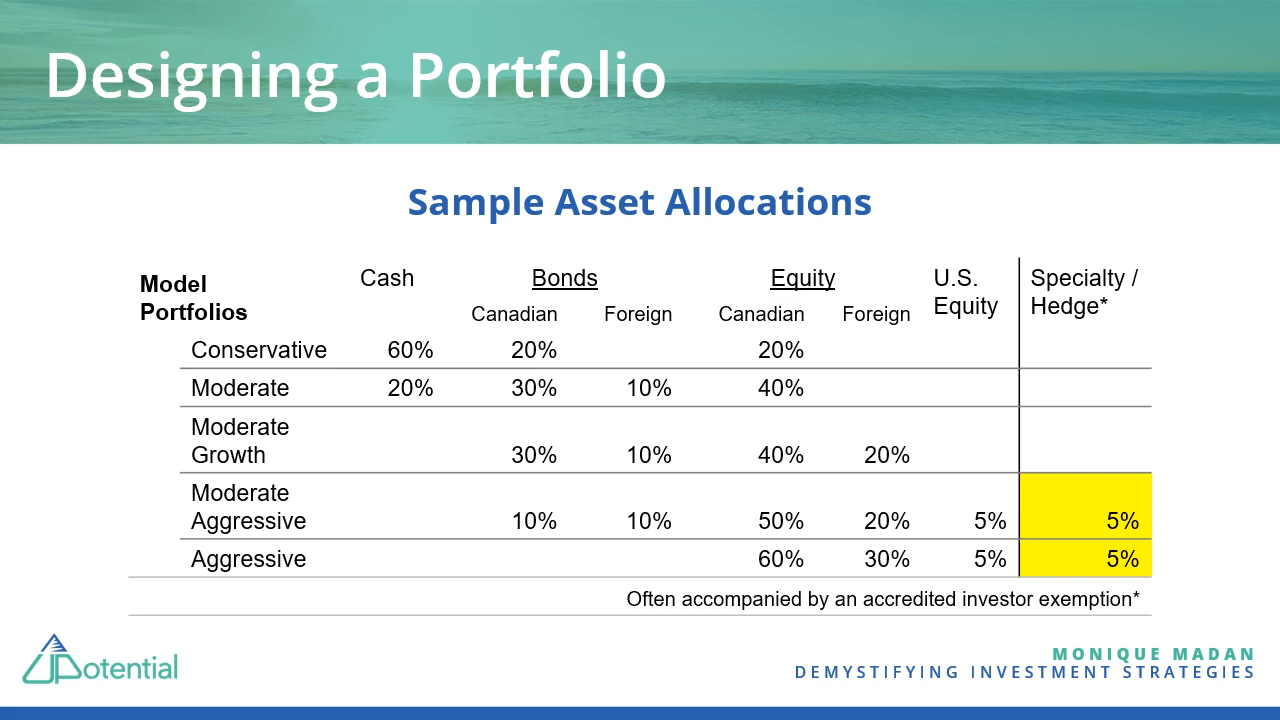 Designing a Portfolio
Sample Asset Allocations
Model Portfolios Cash Bonds Equity U.S. Equity Specialty / Hedge*
Canadian Foreign Canadian Foreign
Conservative 60% 20% 20%
Moderate 20% 30% 10% 40%
Moderate Growth 30% 10% 40% 20%
Moderate Aggressive 10% 10% 50% 20% 5% 5%
Aggressive 60% 30% 5% 5%
Often accompanied by an accredited investor exemption*
UPotential
MONIQUE MADAN
DEMYSTIFYING INVESTMENT STRATEGIES